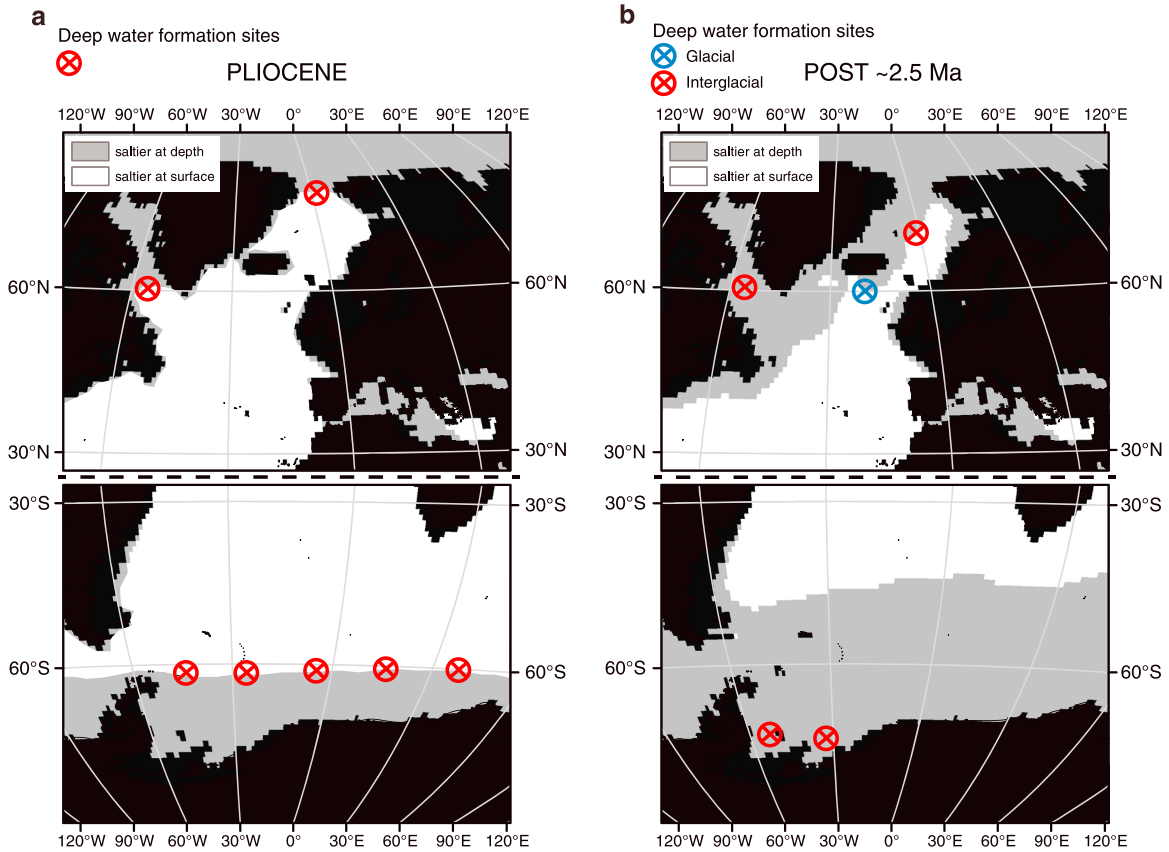 a
Deep water formation sites
PLIOCENE
120°W 90°W 60°W 30°W 0° 30°E 60°E 90°E 120°E
saltier at depth
saltier at surface
60°N 60°N
30°N 30°N
30°S 30°S
60°S 60°S
120°W 90°W 60°W 30°W 0° 30°E 60°E 90°E 120°E
b
Deep water formation sites
Glacial
Interglacial
POST ~2.5 Ma
120°W 90°W 60°W 30°W 0° 30°E 60°E 90°E 120°E
saltier at depth
saltier at surface
60°N 60°N
30°N 30°N
30°S 30°S
60°S 60°S
120°W 90°W 60°W 30°W 0° 30°E 60°E 90°E 120°E